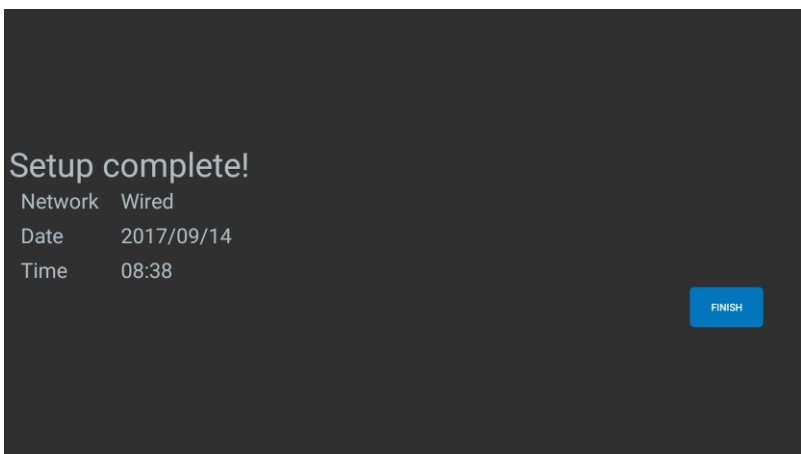 Setup complete!
Network Wired
Date 2017/09/14
Time 08:38
FINISH